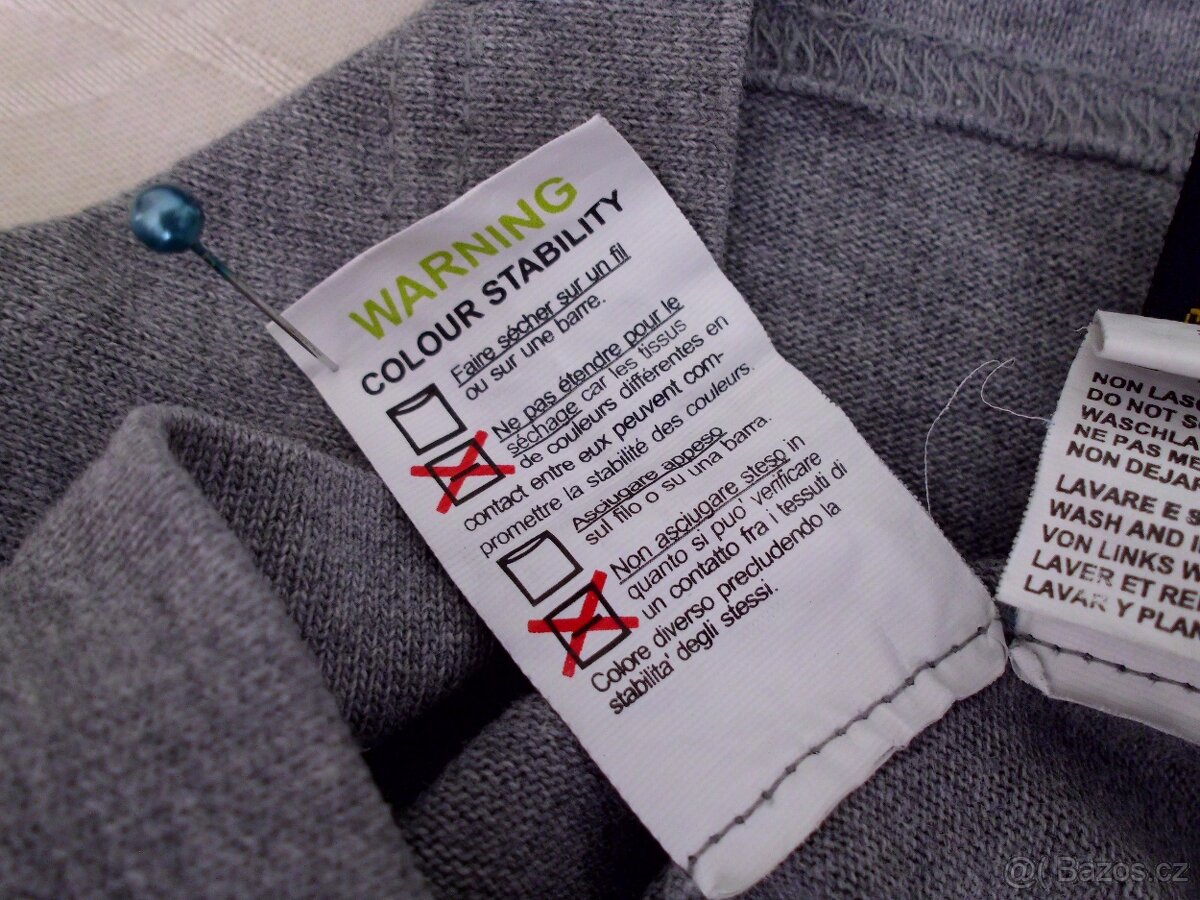 WARNING
COLOUR STABILITY
Faire sécher sur un fil
ou sur une barre.
Ne pas étendre pour le
séchage car les tissus
de couleurs différentes en
contact entre eux peuvent com-
promettre la stabilité des couleurs.
Asciugare appeso
sul filo o su una barra.
Non asciugare steso in
quanto si puo' verificare
un contatto fra i tessuti di
Colore diverso precludendo la
stabilita' degli stessi.
NON LASC
DO NOT S
WASCHLA
NE PAS ME
NON DEJAR
LAVARE E S
WASH AND I
VON LINKS W
LAVER ET RE
LAVAR Y PLAN
@( Bazos.cz